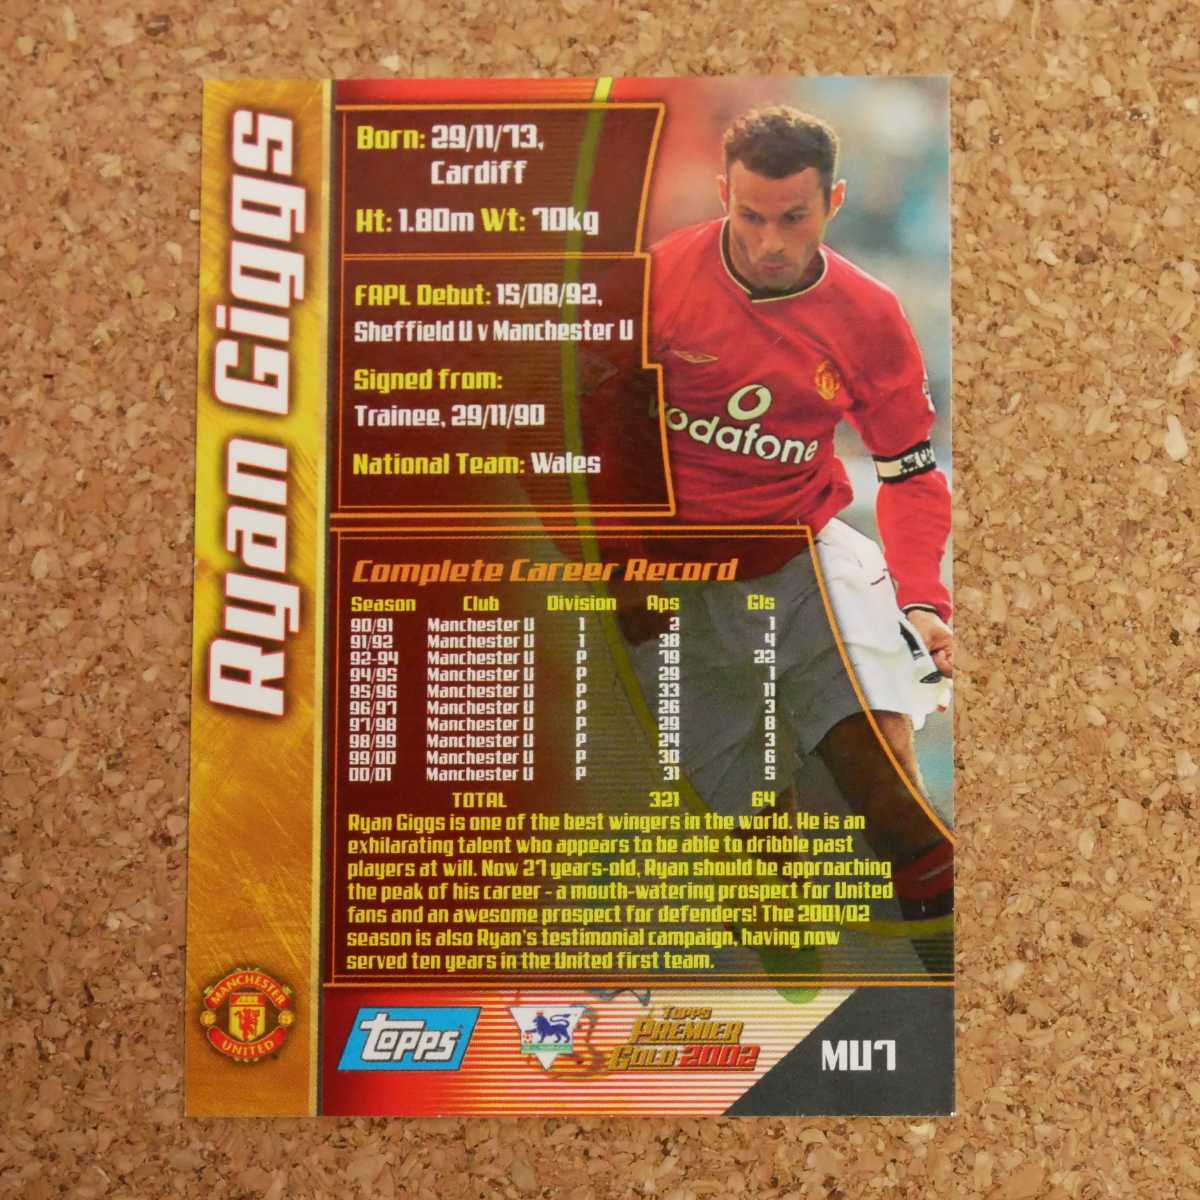 Ryan Giggs
Born: 29/11/73,
Cardiff
Ht: 1.80m Wt: 70kg
FAPL Debut: 15/08/92,
Sheffield U v Manchester U
Signed from:
Trainee, 29/11/90
National Team: Wales
vodafone
Complete Career Record
Season Club Division Aps Gls
90/91 Manchester U 1 2 1
91/92 Manchester U 1 38 4
92-94 Manchester U P 79 22
94/95 Manchester U P 29 1
95/96 Manchester U P 33 11
96/97 Manchester U P 26 3
97/98 Manchester U P 29 8
98/99 Manchester U P 24 3
99/00 Manchester U P 30 6
00/01 Manchester U P 31 5
TOTAL 321 64
Ryan Giggs is one of the best wingers in the world. He is an
exhilarating talent who appears to be able to dribble past
players at will. Now 27 years-old, Ryan should be approaching
the peak of his career - a mouth-watering prospect for United
fans and an awesome prospect for defenders! The 2001/02
season is also Ryan's testimonial campaign, having now
served ten years in the United first team.
MANCHESTER
UNITED
Topps
TOPPS
PREMIER
GOLD 2002
MU7